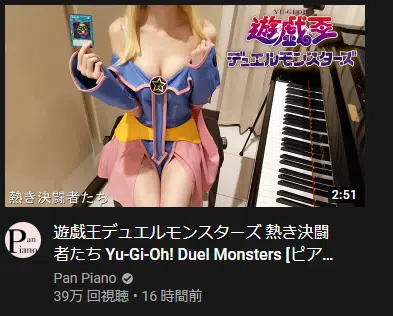 YU-GI-OH!
遊戯王
デュエルモンスターズ
熱き決闘者たち
2:51
Pan
Piano
遊戯王デュエルモンスターズ 熱き決闘
者たち Yu-Gi-Oh! Duel Monsters [ピア...
Pan Piano
39万 回視聴・16 時間前